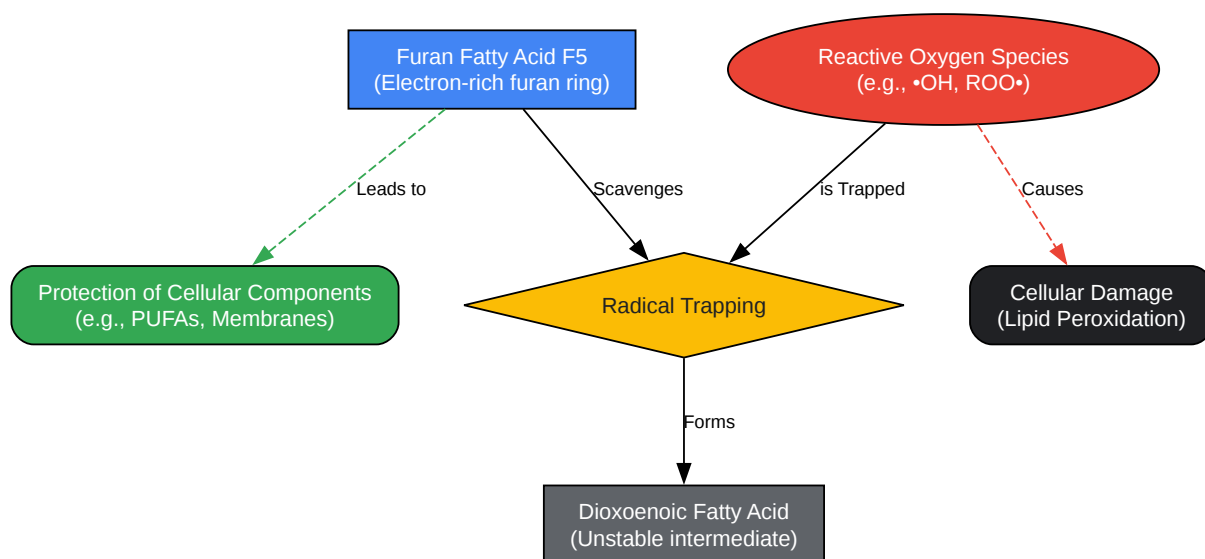 Furan Fatty Acid F5
(Electron-rich furan ring)
Reactive Oxygen Species
(e.g., •OH, ROO•)
Leads to
Scavenges
is Trapped
Causes
Protection of Cellular Components
(e.g., PUFAs, Membranes)
Radical Trapping
Cellular Damage
(Lipid Peroxidation)
Forms
Dioxoenoic Fatty Acid
(Unstable intermediate)